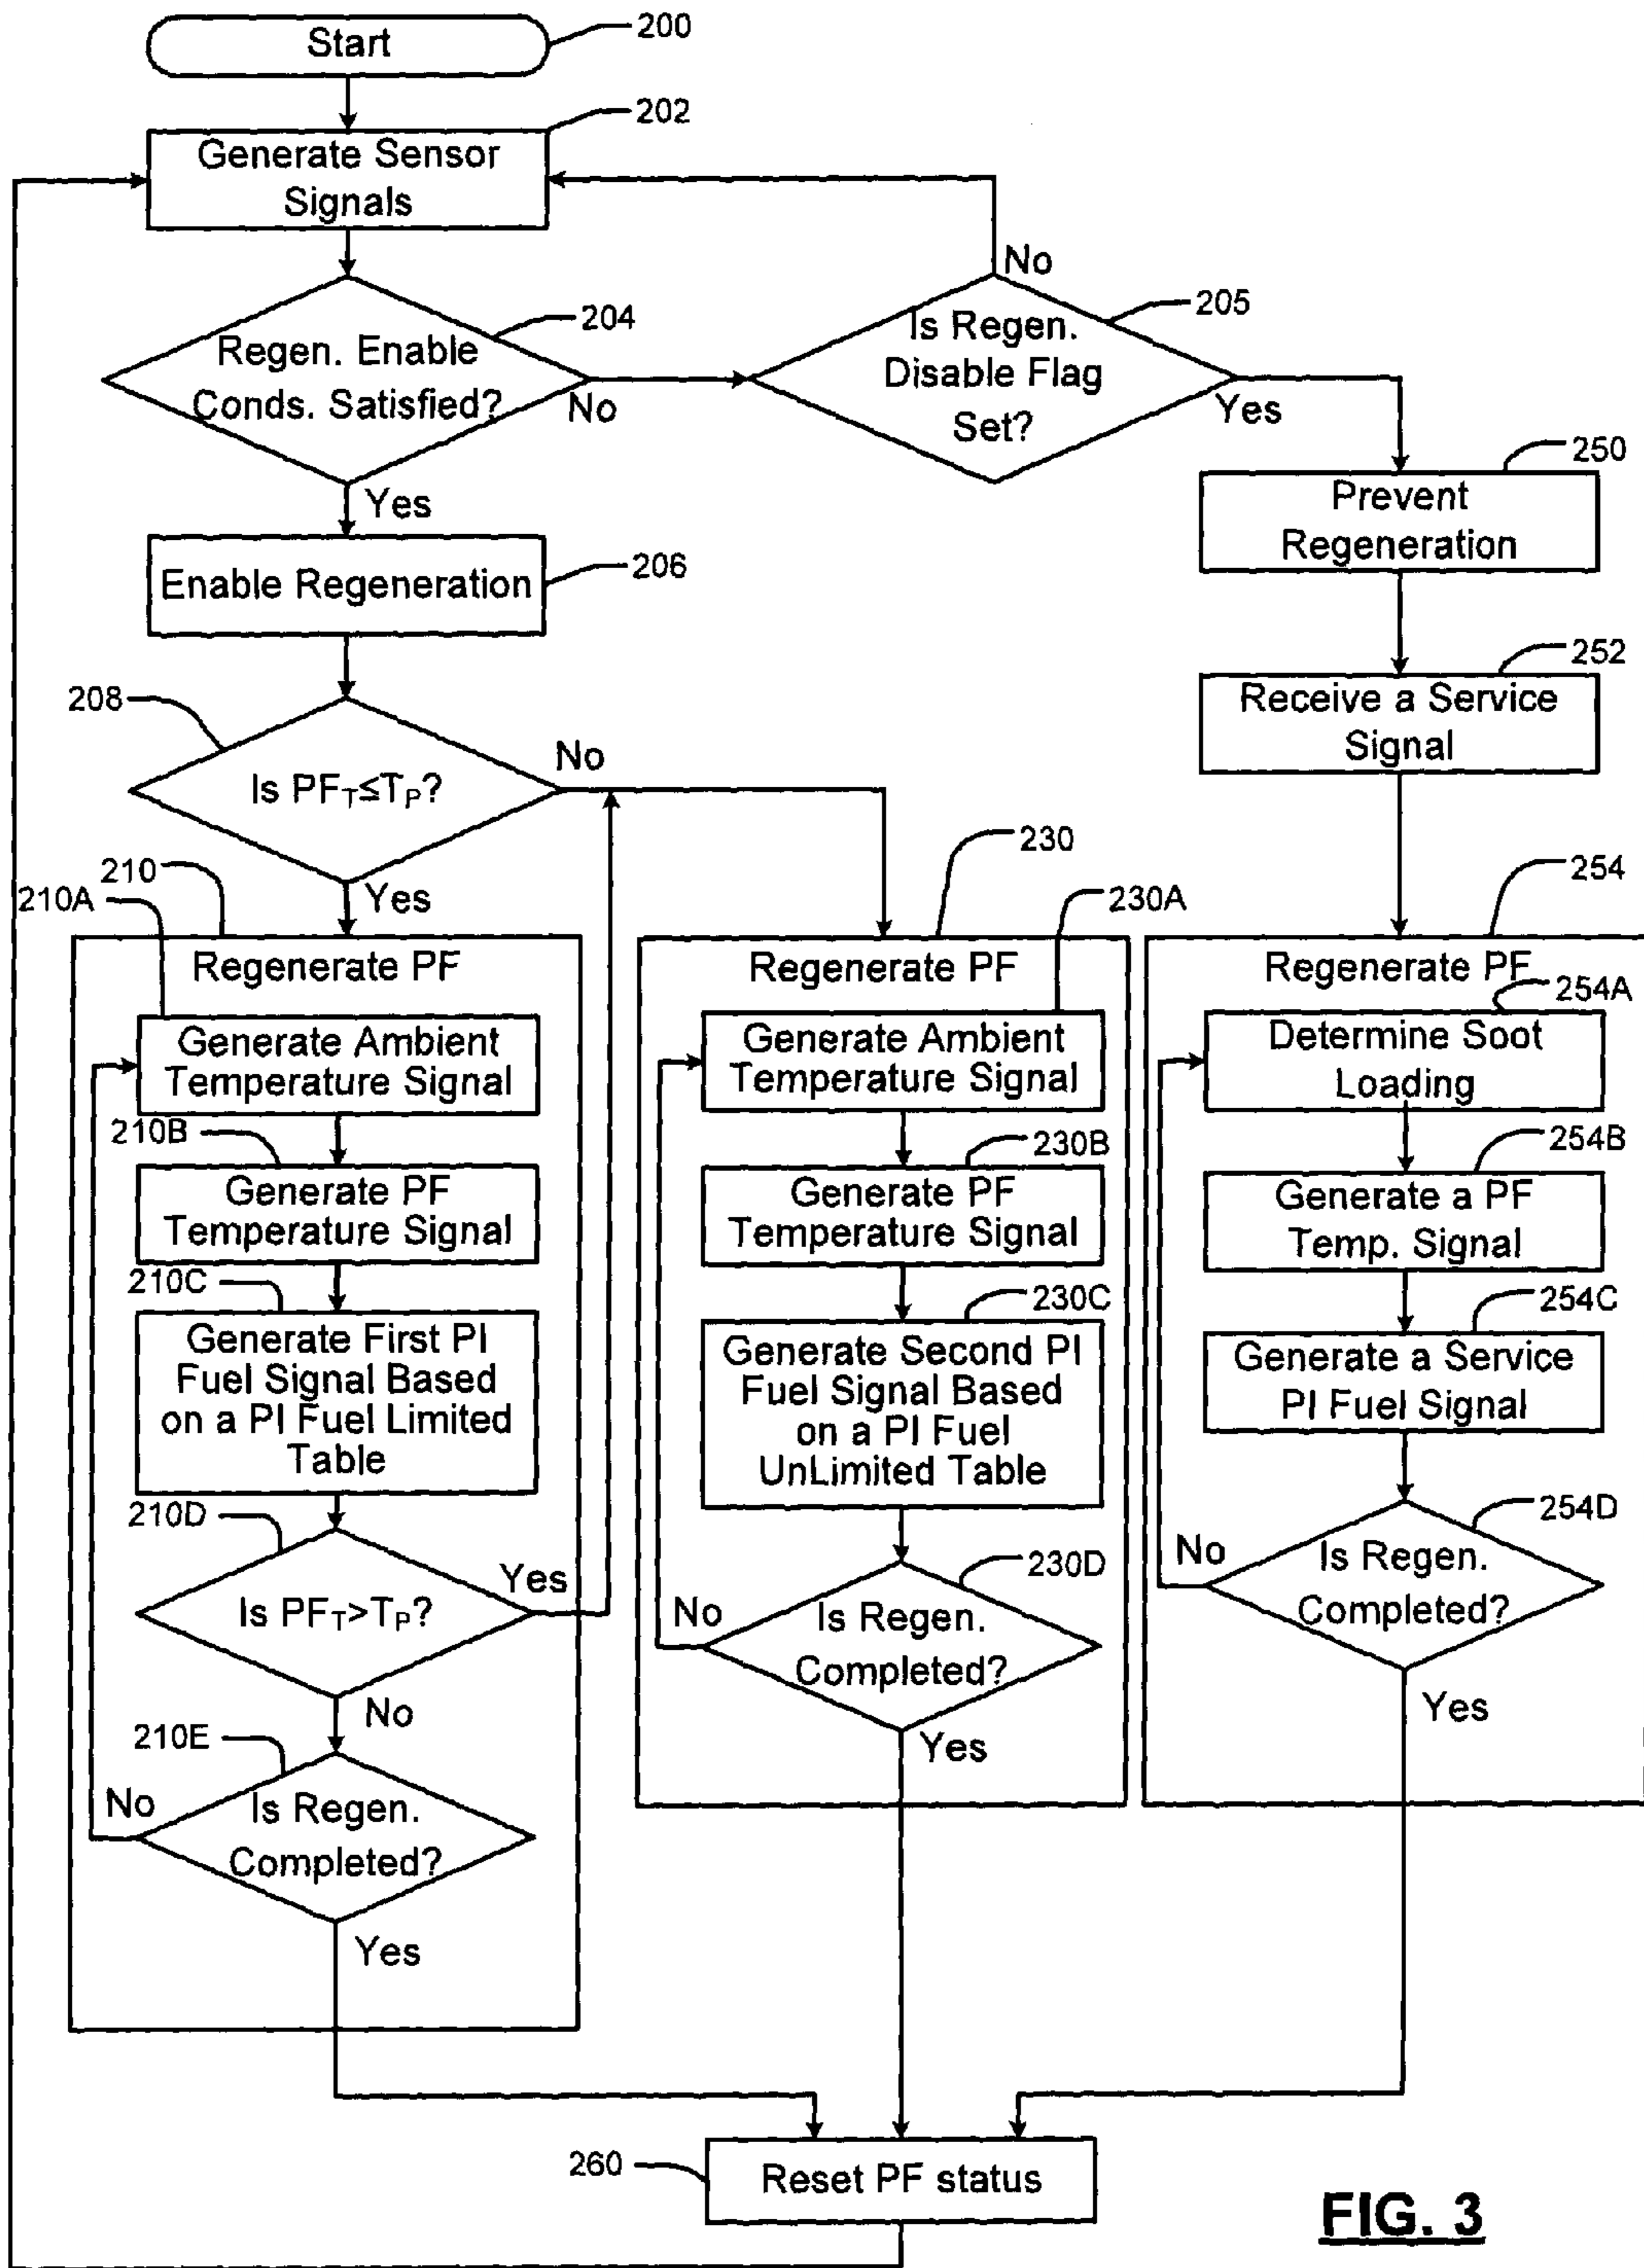 Start
200
202
Generate Sensor
Signals
No
204
205
Regen. Enable
Conds. Satisfied?
No
Is Regen.
Disable Flag
Set?
Yes
Yes
250
Prevent
Regeneration
Enable Regeneration
206
252
Receive a Service
Signal
208
Is PF_T≤T_P?
No
Yes
210
210A
Regenerate PF
Generate Ambient
Temperature Signal
210B
Generate PF
Temperature Signal
210C
Generate First PI
Fuel Signal Based
on a PI Fuel Limited
Table
210D
Is PF_T>T_P?
Yes
No
210E
Is Regen.
Completed?
No
Yes
230
230A
Regenerate PF
Generate Ambient
Temperature Signal
230B
Generate PF
Temperature Signal
230C
Generate Second PI
Fuel Signal Based
on a PI Fuel
UnLimited Table
230D
Is Regen.
Completed?
No
Yes
254
Regenerate PF
254A
Determine Soot
Loading
254B
Generate a PF
Temp. Signal
254C
Generate a Service
PI Fuel Signal
254D
Is Regen.
Completed?
No
Yes
260
Reset PF status
FIG. 3